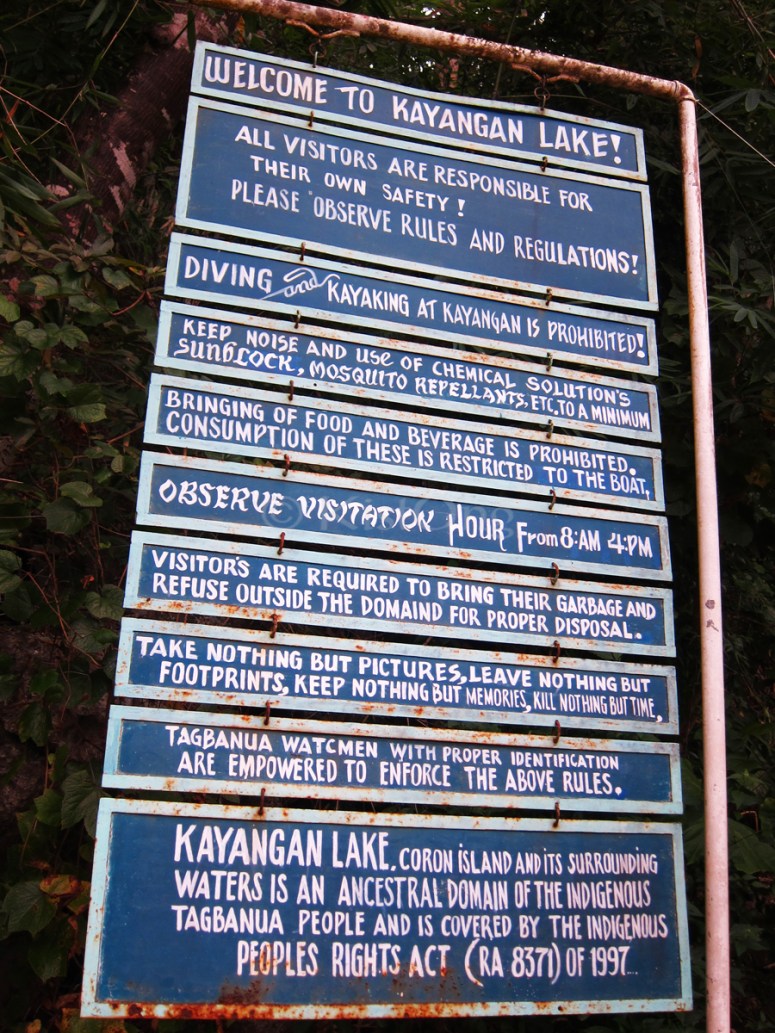 WELCOME TO KAYANGAN LAKE!
ALL VISITORS ARE RESPONSIBLE FOR
THEIR OWN SAFETY!
PLEASE OBSERVE RULES AND REGULATIONS!
DIVING and KAYAKING AT KAYANGAN IS PROHIBITED!
KEEP NOISE AND USE OF CHEMICAL SOLUTION'S
SUNBLOCK, MOSQUITO REPELLANTS, ETC. TO A MINIMUM
BRINGING OF FOOD AND BEVERAGE IS PROHIBITED.
CONSUMPTION OF THESE IS RESTRICTED TO THE BOAT,
OBSERVE VISITATION HOUR FROM 8:AM 4:PM
VISITOR'S ARE REQUIRED TO BRING THEIR GARBAGE AND
REFUSE OUTSIDE THE DOMAIND FOR PROPER DISPOSAL.
TAKE NOTHING BUT PICTURES, LEAVE NOTHING BUT
FOOTPRINTS, KEEP NOTHING BUT MEMORIES, KILL NOTHING BUT TIME,
TAGBANUA WATCMEN WITH PROPER IDENTIFICATION
ARE EMPOWERED TO ENFORCE THE ABOVE RULES.
KAYANGAN LAKE. CORON ISLAND AND ITS SURROUNDING
WATERS IS AN ANCESTRAL DOMAIN OF THE INDIGENOUS
TAGBANUA PEOPLE AND IS COVERED BY THE INDIGENOUS
PEOPLES RIGHTS ACT (RA 8371) OF 1997.